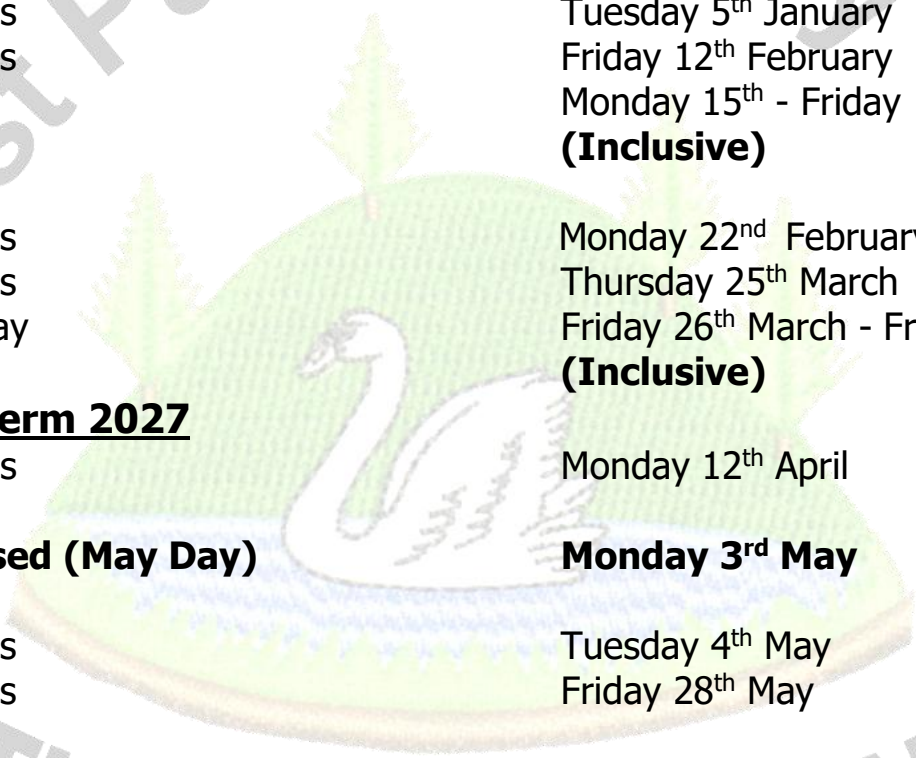 s Tuesday 5th January
s Friday 12th February
Monday 15th - Friday
(Inclusive)
s Monday 22nd February
s Thursday 25th March
ay Friday 26th March - Fr
(Inclusive)
erm 2027
s Monday 12th April
sed (May Day) Monday 3rd May
s Tuesday 4th May
s Friday 28th May